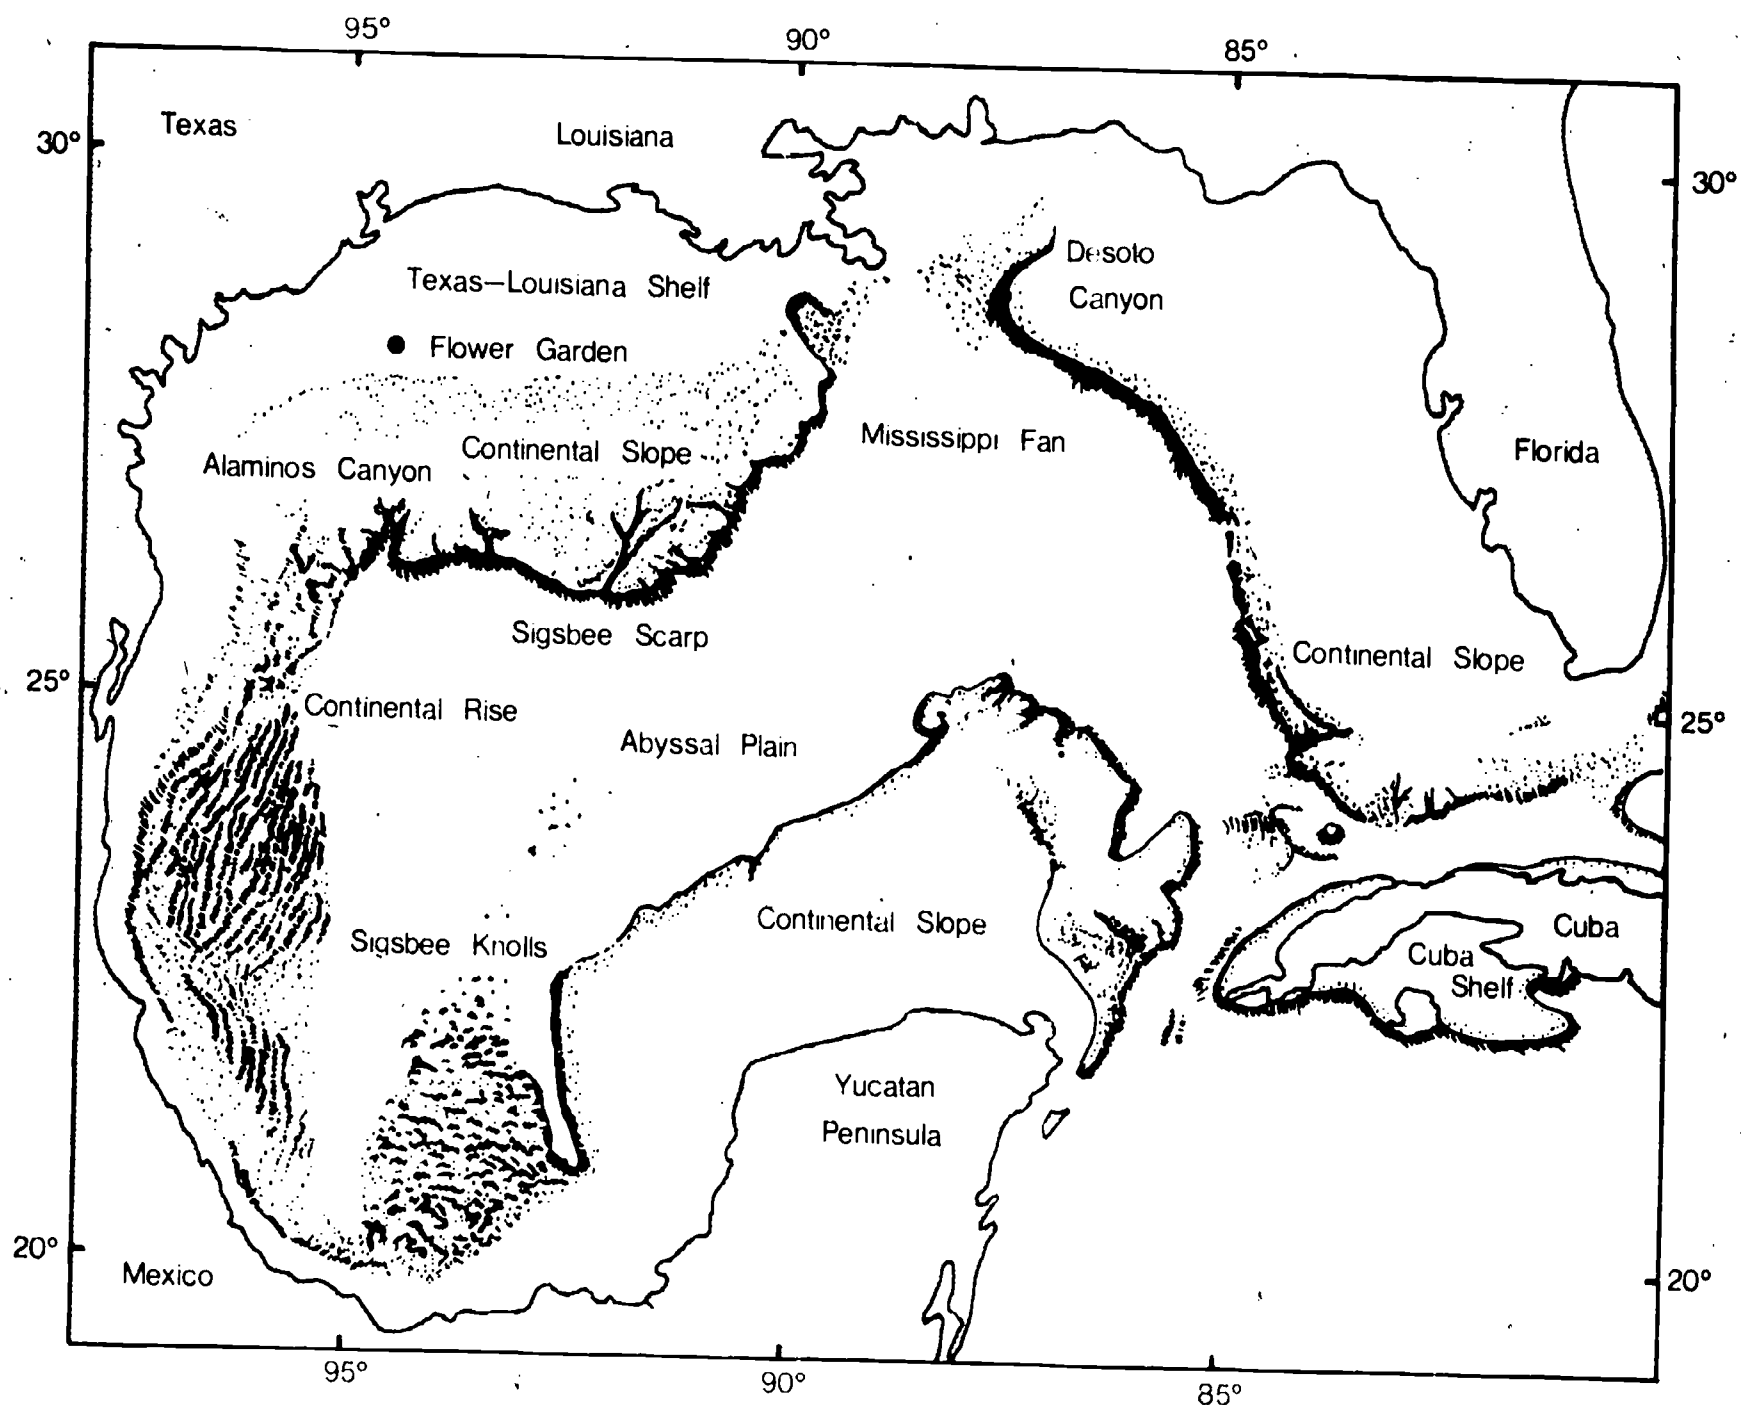 95°
90°
85°
Texas
Louisiana
30°
30°
Desoto
Canyon
Texas–Louisiana Shelf
Flower Garden
Mississippi Fan
Florida
Continental Slope
Alaminos Canyon
Sigsbee Scarp
Continental Slope
25°
Continental Rise
25°
Abyssal Plain
Continental Slope
Cuba
Sigsbee Knolls
Cuba
Shelf
Yucatan
Peninsula
20°
Mexico
20°
95°
90°
85°